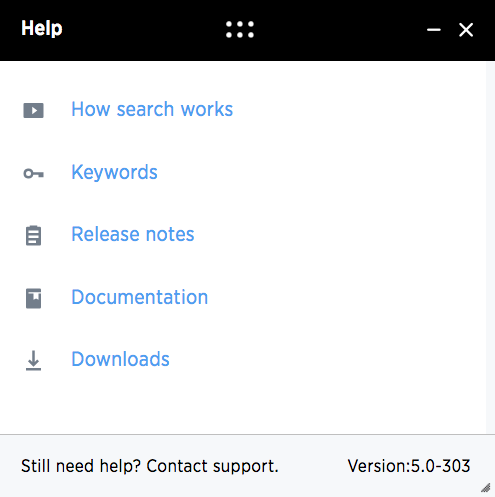 Help
How search works
Keywords
Release notes
Documentation
Downloads
Still need help? Contact support. Version:5.0-303